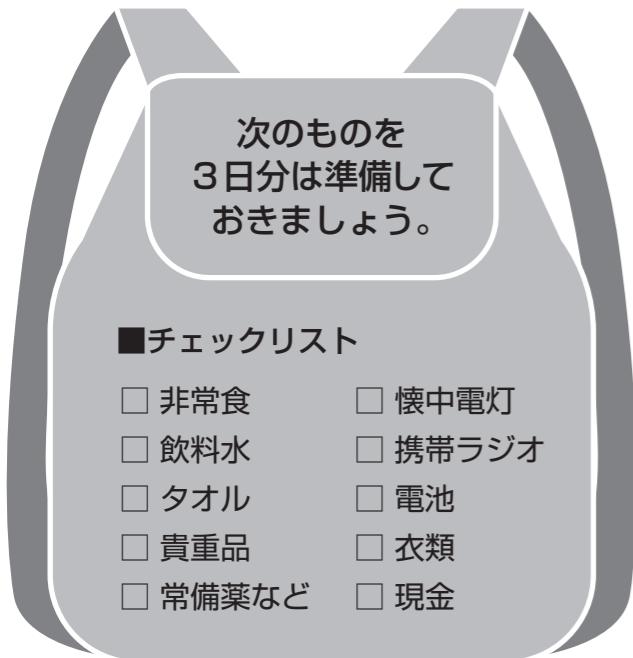 次のものを
３日分は準備して
おきましょう。
■チェックリスト
□ 非常食
□ 飲料水
□ タオル
□ 貴重品
□ 常備薬など
□ 懐中電灯
□ 携帯ラジオ
□ 電池
□ 衣類
□ 現金